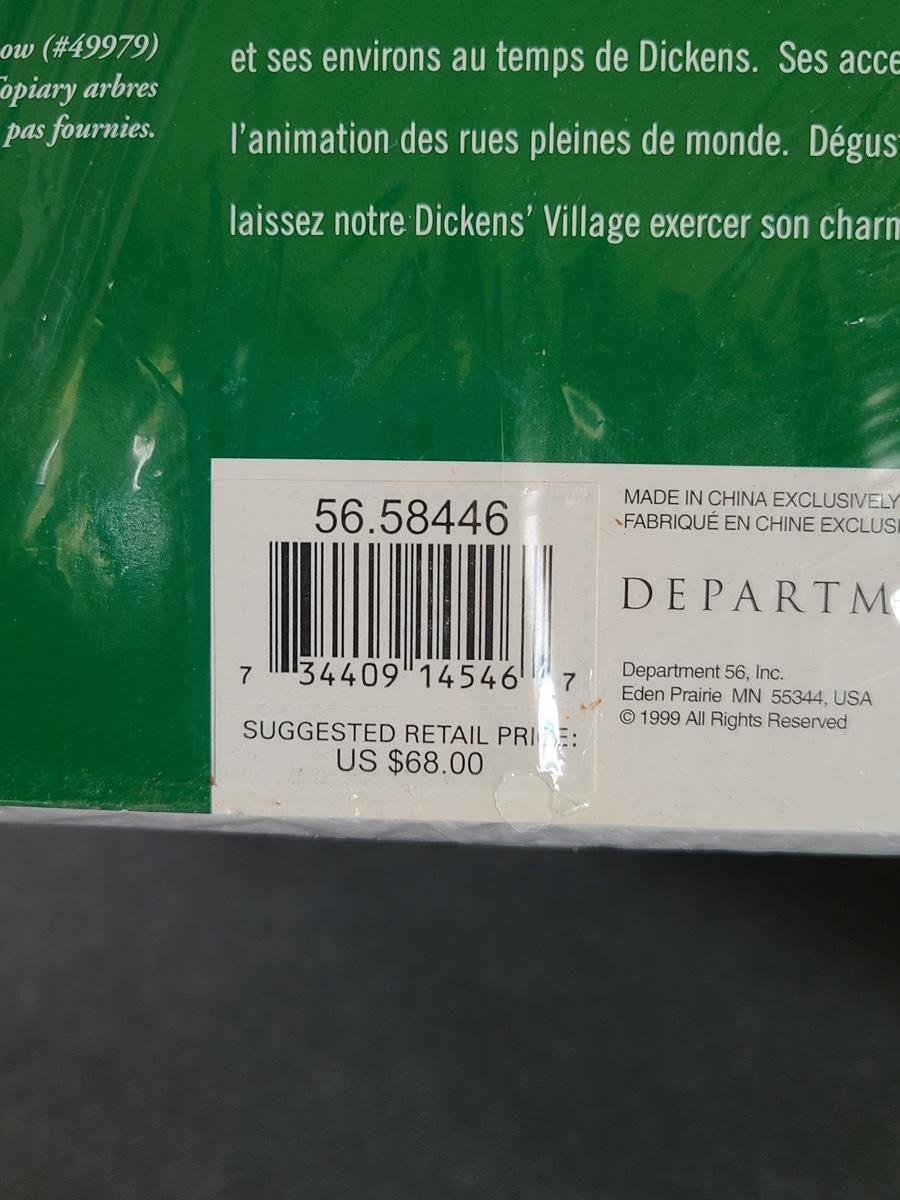 ow (#49979)
opiary arbres
pas fournies.
et ses environs au temps de Dickens. Ses acce
l'animation des rues pleines de monde. Dégus
laissez notre Dickens' Village exercer son charm
56.58446
7 34409 14546 7
SUGGESTED RETAIL PRICE:
US $68.00
MADE IN CHINA EXCLUSIVELY
FABRIQUÉ EN CHINE EXCLUSI
DEPARTM
Department 56, Inc.
Eden Prairie MN 55344, USA
© 1999 All Rights Reserved